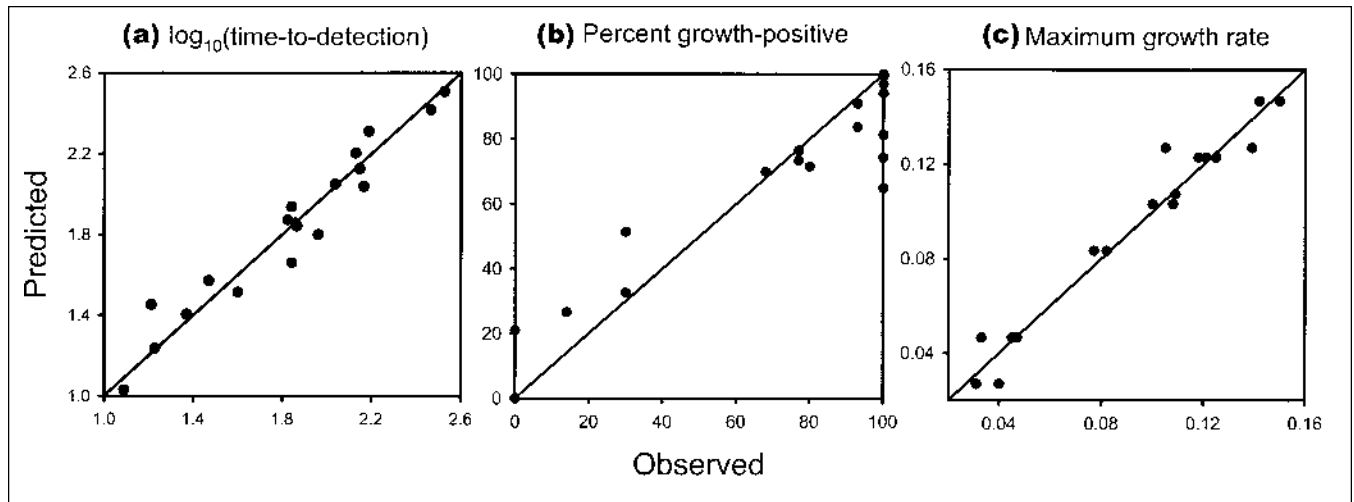 (a) log10(time-to-detection)
(b) Percent growth-positive
(c) Maximum growth rate
Predicted
2.6
2.2
1.8
1.4
1.0
1.0 1.4 1.8 2.2 2.6
100
80
60
40
20
0
0 20 40 60 80 100
0.16
0.12
0.08
0.04
0.04 0.08 0.12 0.16
Observed